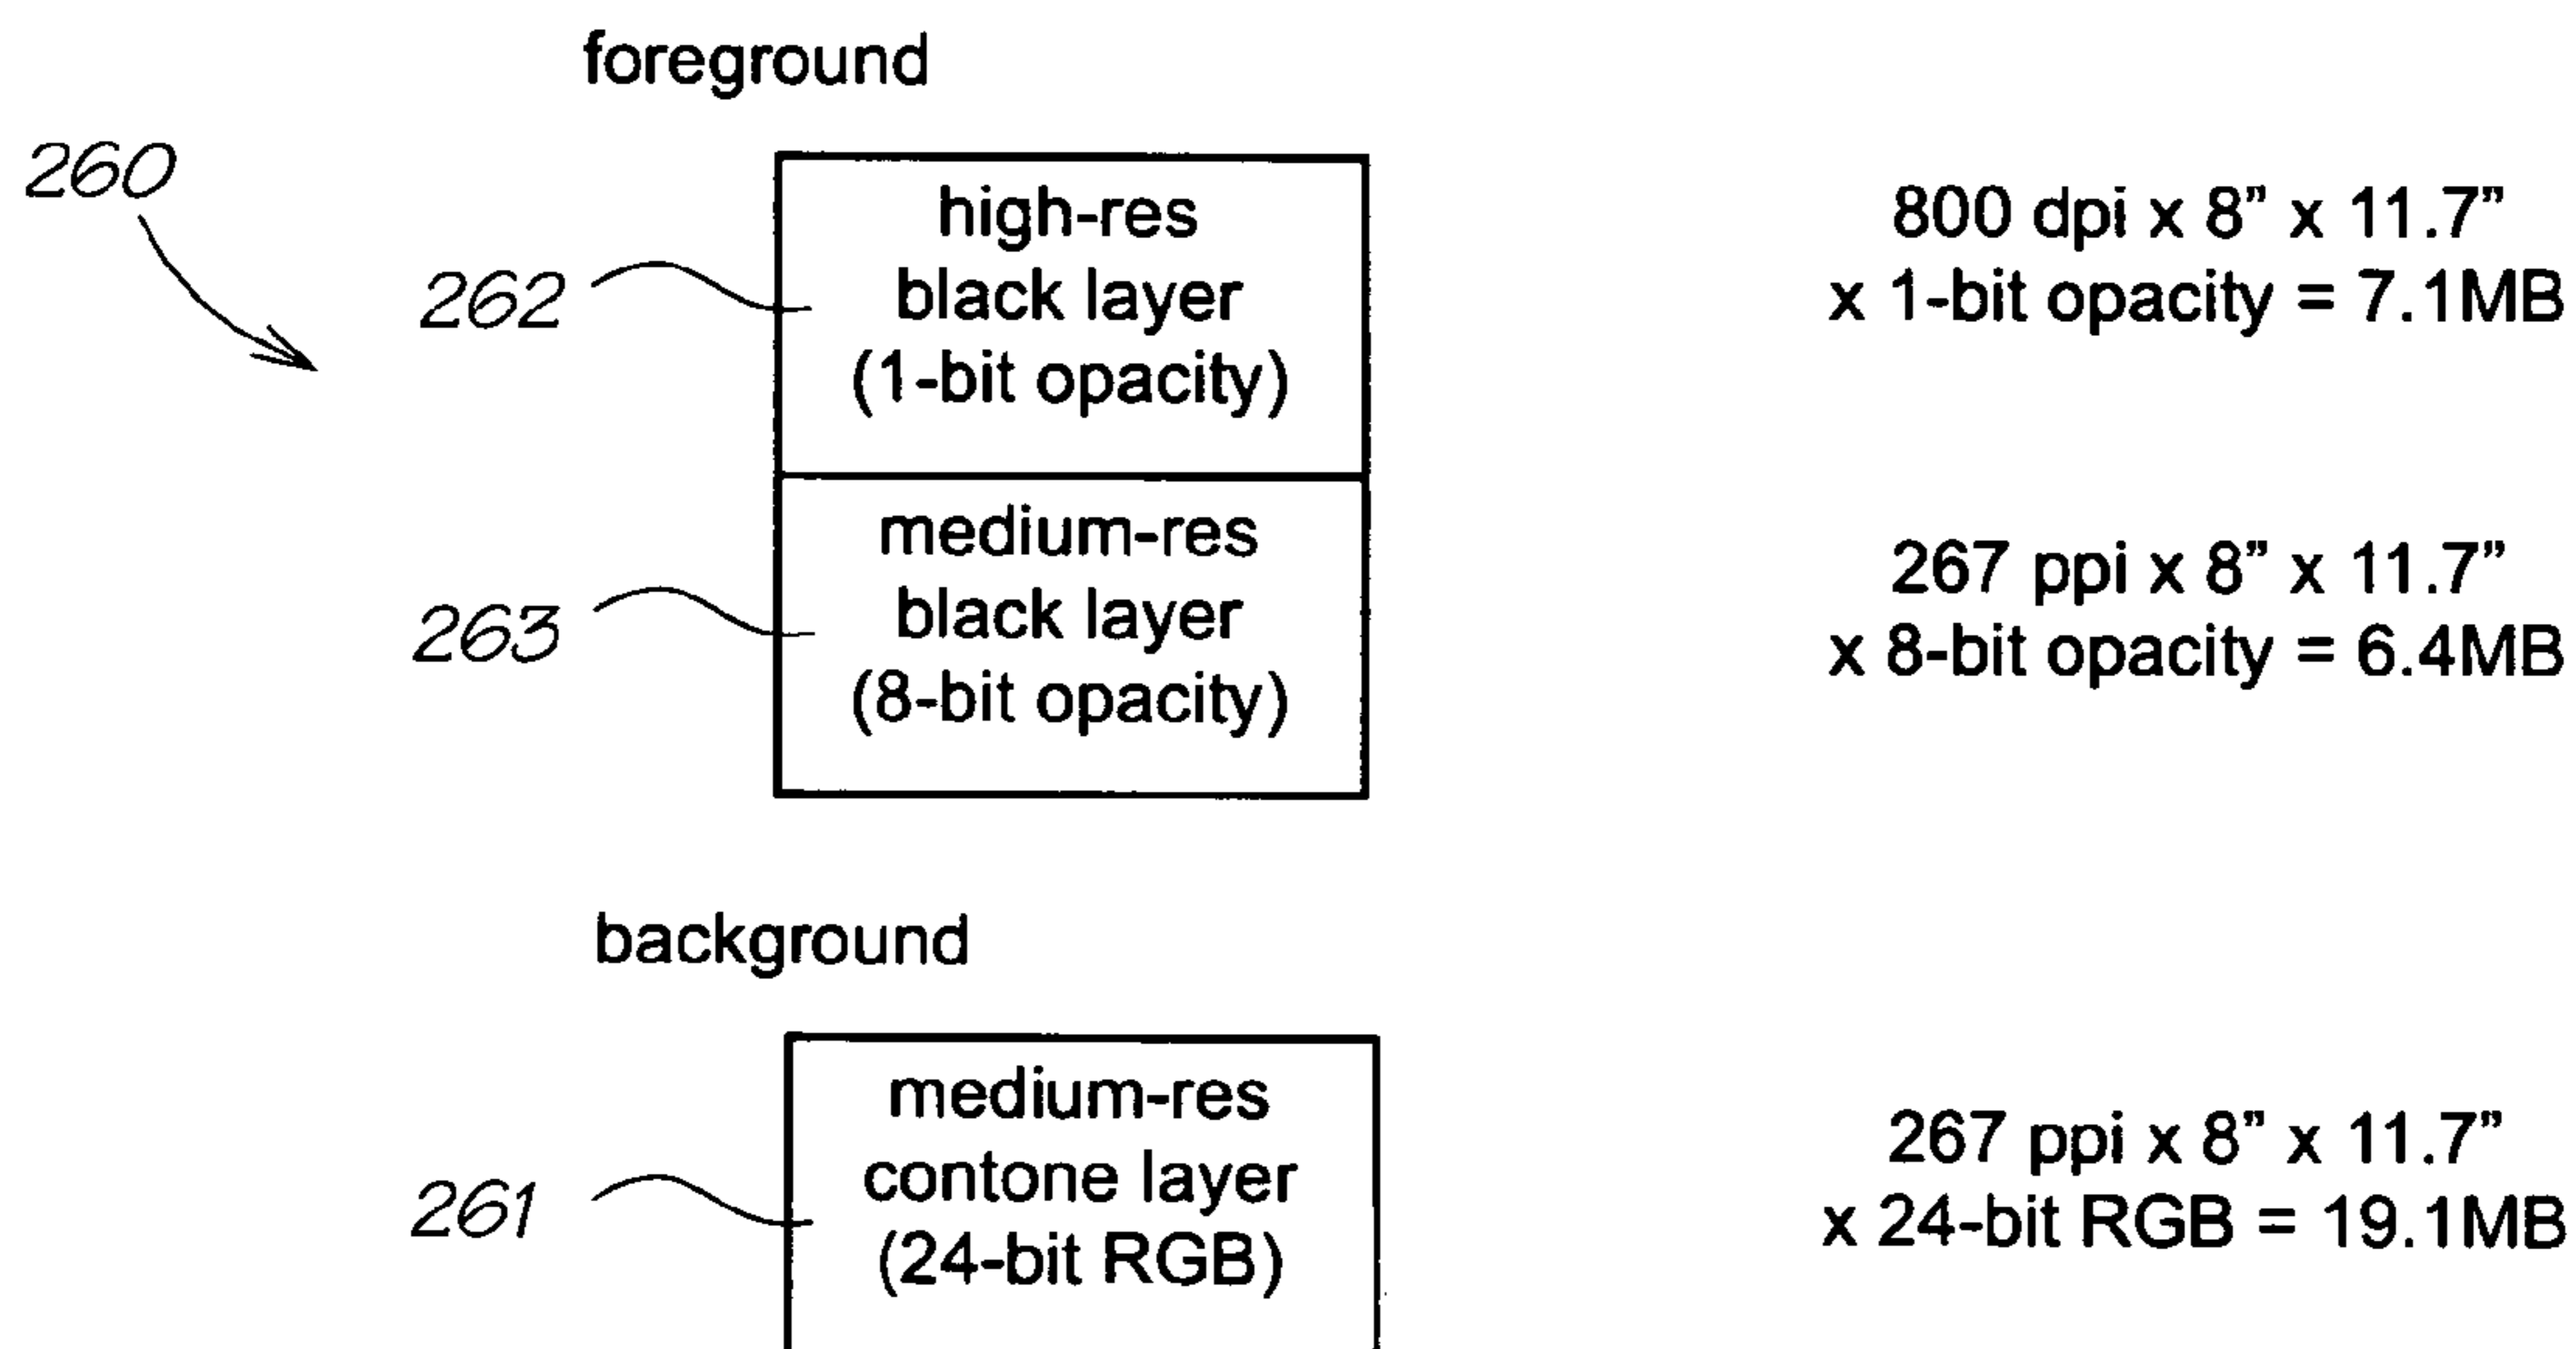 foreground
260
262
high-res
black layer
(1-bit opacity)
800 dpi x 8” x 11.7”
x 1-bit opacity = 7.1MB
263
medium-res
black layer
(8-bit opacity)
267 ppi x 8” x 11.7”
x 8-bit opacity = 6.4MB
background
261
medium-res
contone layer
(24-bit RGB)
267 ppi x 8” x 11.7”
x 24-bit RGB = 19.1MB